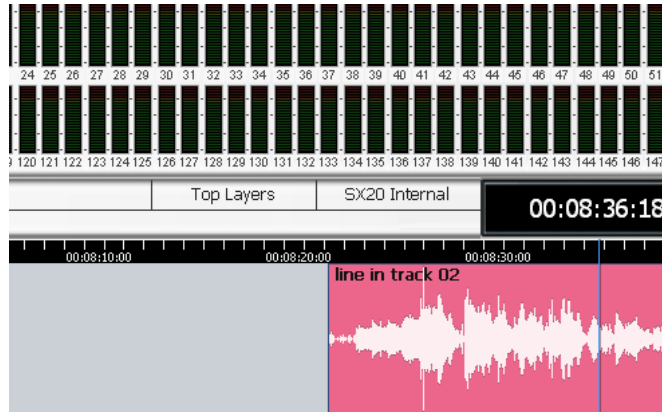 24 25 26 27 28 29 30 31 32 33 34 35 36 37 38 39 40 41 42 43 44 45 46 47 48 49 50 51
120 121 122 123 124 125 126 127 128 129 130 131 132 133 134 135 136 137 138 139 140 141 142 143 144 145 146 147
Top Layers SX20 Internal
00:08:36:18
00:08:10:00 00:08:20:00 00:08:30:00
line in track 02